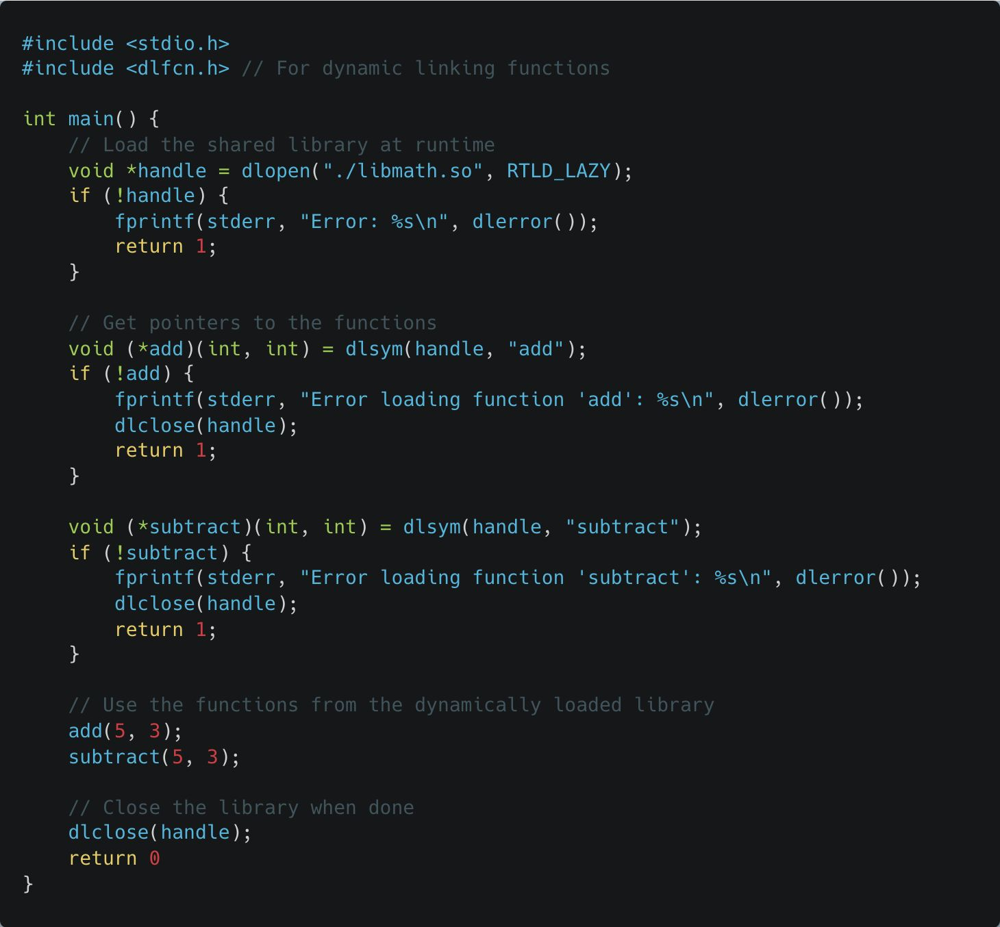 #include <stdio.h>
#include <dlfcn.h> // For dynamic linking functions

int main() {
    // Load the shared library at runtime
    void *handle = dlopen("./libmath.so", RTLD_LAZY);
    if (!handle) {
        fprintf(stderr, "Error: %s\n", dlerror());
        return 1;
    }

    // Get pointers to the functions
    void (*add)(int, int) = dlsym(handle, "add");
    if (!add) {
        fprintf(stderr, "Error loading function 'add': %s\n", dlerror());
        dlclose(handle);
        return 1;
    }

    void (*subtract)(int, int) = dlsym(handle, "subtract");
    if (!subtract) {
        fprintf(stderr, "Error loading function 'subtract': %s\n", dlerror());
        dlclose(handle);
        return 1;
    }

    // Use the functions from the dynamically loaded library
    add(5, 3);
    subtract(5, 3);

    // Close the library when done
    dlclose(handle);
    return 0
}